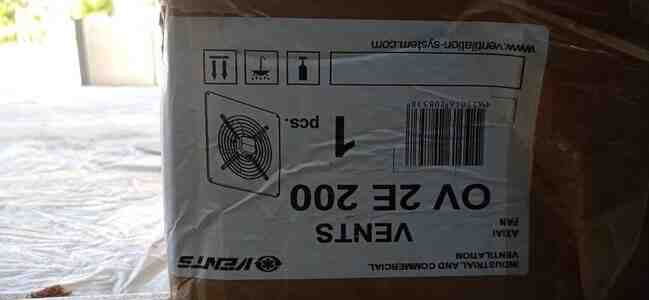 INDUSTRIAL AND COMMERCIAL
VENTILATION
VENTS
AXIAL
FAN
VENTS
OV 2E 200
1
pcs.
www.ventilation-system.com